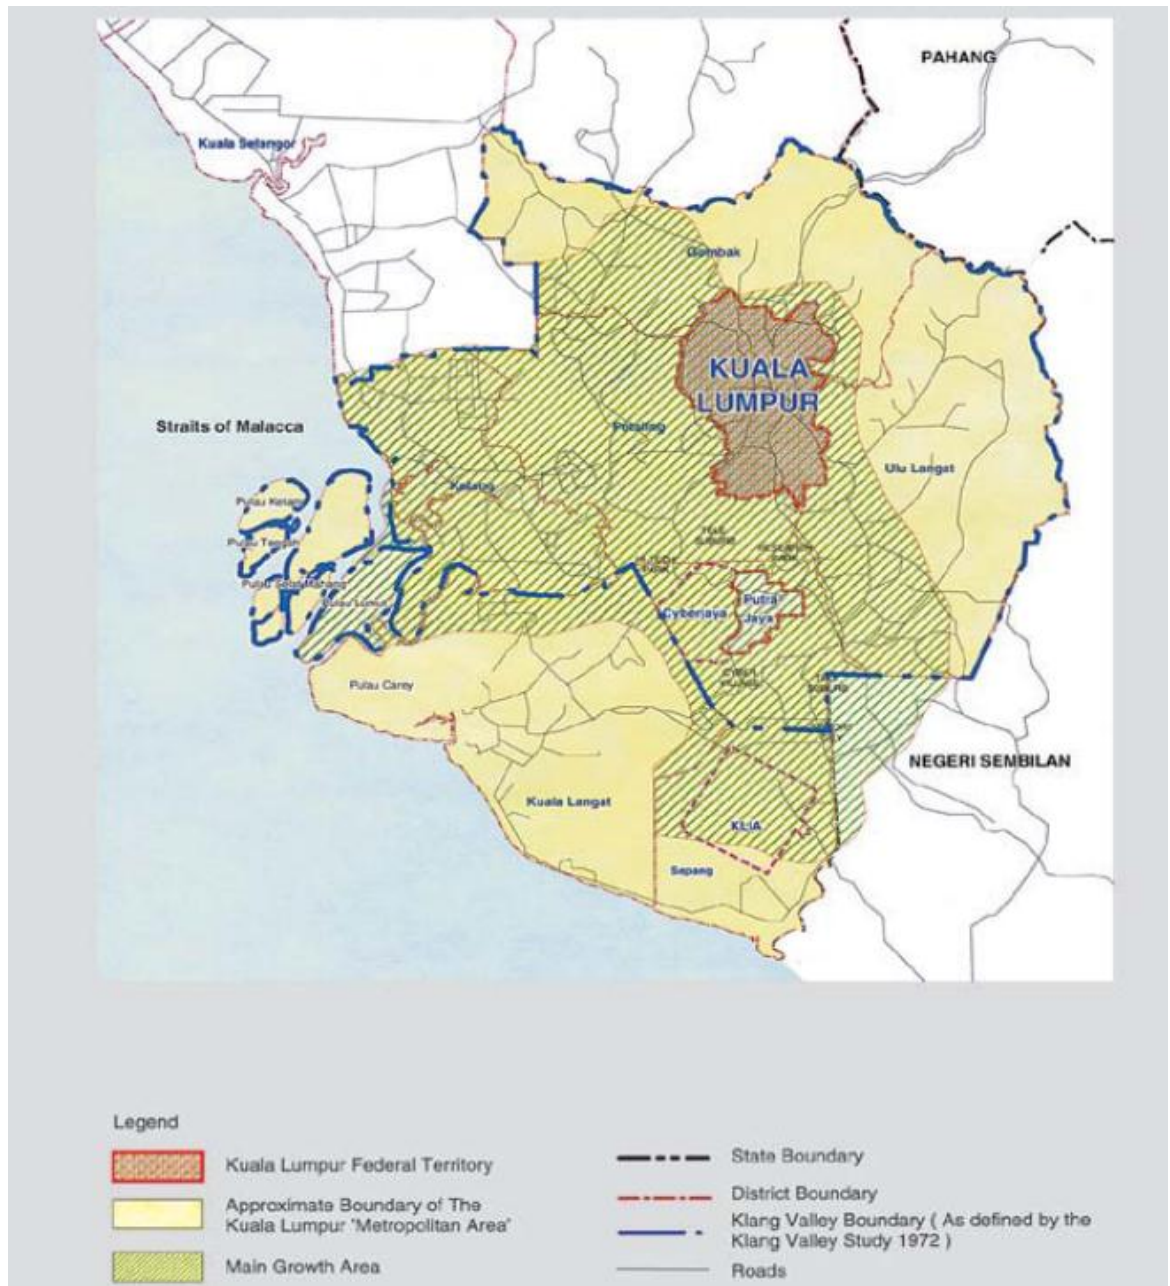 PAHANG
Kuala Selangor
Gombak
KUALA
LUMPUR
Straits of Malacca
Petaling
Ulu Langat
Kelang
Pulau Ketam
Pulau Tengah
Cyberjaya
Putra
Jaya
Pulau Lumut
Pulau Carey
NEGERI SEMBILAN
Kuala Langat
KLIA
Sepang
Legend
Kuala Lumpur Federal Territory
Approximate Boundary of The
Kuala Lumpur 'Metropolitan Area'
Main Growth Area
State Boundary
District Boundary
Klang Valley Boundary ( As defined by the
Klang Valley Study 1972 )
Roads